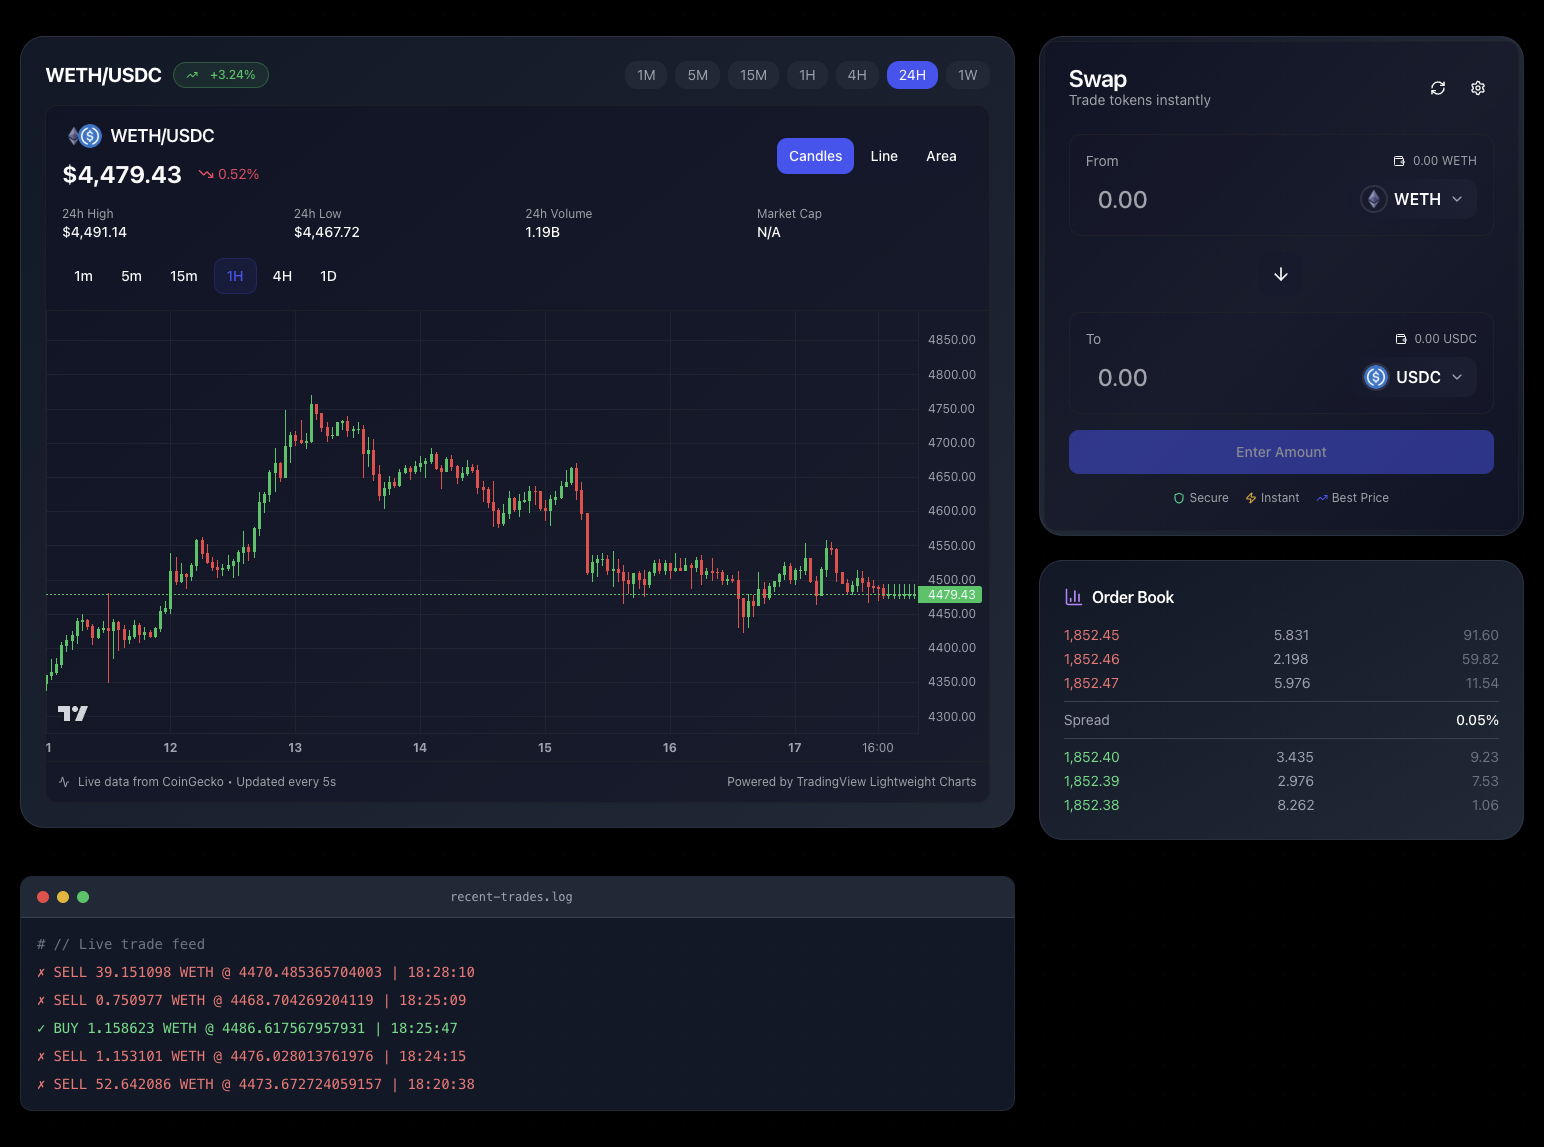 WETH/USDC +3.24% 1M 5M 15M 1H 4H 24H 1W
WETH/USDC
$4,479.43 0.52%
Candles Line Area
24h High 24h Low 24h Volume Market Cap
$4,491.14 $4,467.72 1.19B N/A
1m 5m 15m 1H 4H 1D
4850.00
4800.00
4750.00
4700.00
4650.00
4600.00
4550.00
4500.00
4479.43
4450.00
4400.00
4350.00
4300.00
1 12 13 14 15 16 17 16:00
Live data from CoinGecko • Updated every 5s
Powered by TradingView Lightweight Charts
Swap
Trade tokens instantly
From 0.00 WETH
0.00 WETH
To 0.00 USDC
0.00 USDC
Enter Amount
Secure Instant Best Price
Order Book
1,852.45 5.831 91.60
1,852.46 2.198 59.82
1,852.47 5.976 11.54
Spread 0.05%
1,852.40 3.435 9.23
1,852.39 2.976 7.53
1,852.38 8.262 1.06
recent-trades.log
# // Live trade feed
✗ SELL 39.151098 WETH @ 4470.485365704003 | 18:28:10
✗ SELL 0.750977 WETH @ 4468.704269204119 | 18:25:09
✓ BUY 1.158623 WETH @ 4486.617567957931 | 18:25:47
✗ SELL 1.153101 WETH @ 4476.028013761976 | 18:24:15
✗ SELL 52.642086 WETH @ 4473.672724059157 | 18:20:38